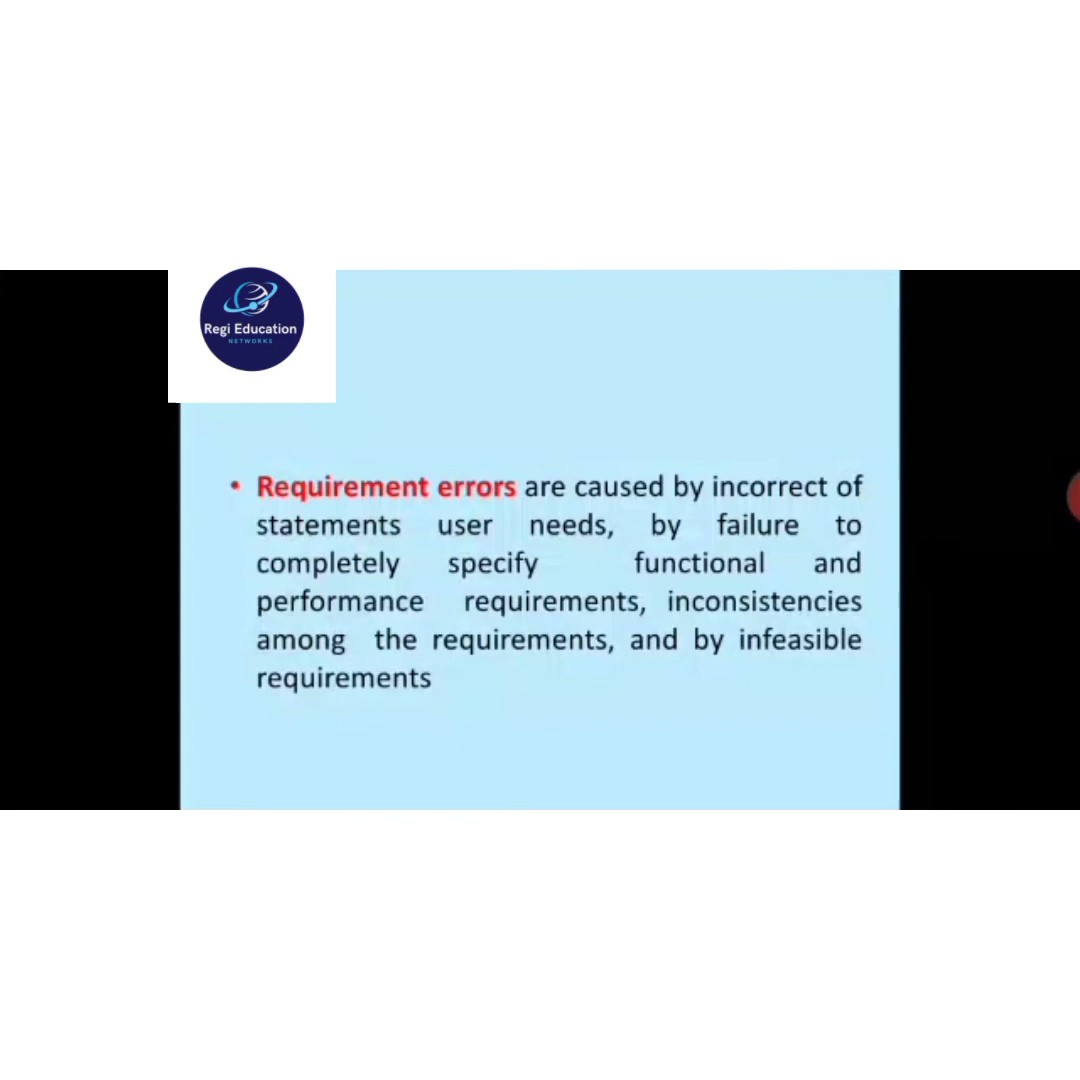 Regi Education
NETWORKS
• Requirement errors are caused by incorrect of
statements user needs, by failure to
completely specify functional and
performance requirements, inconsistencies
among the requirements, and by infeasible
requirements